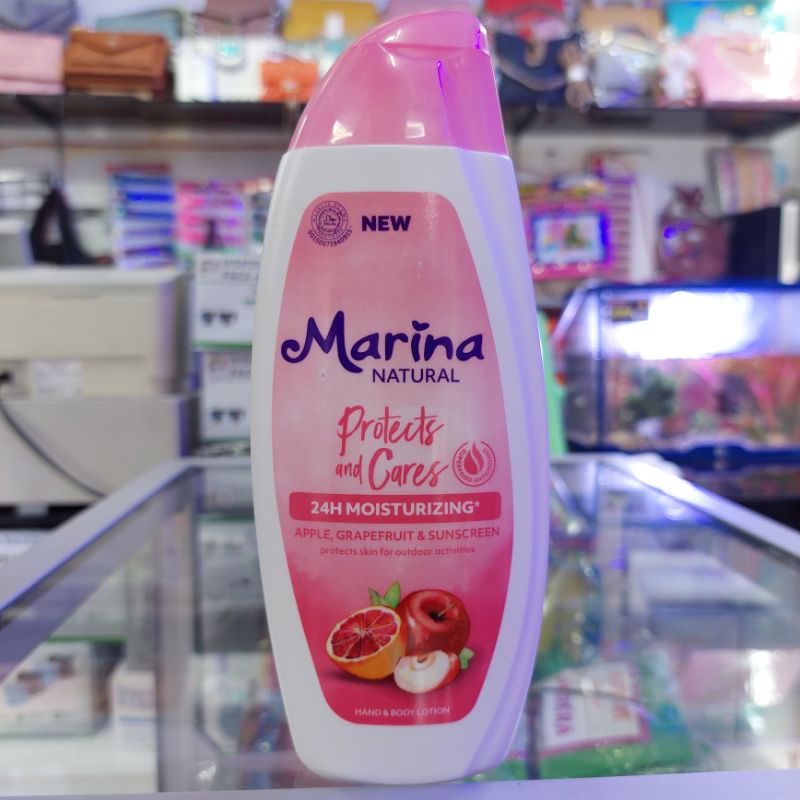 NEW
Marina
NATURAL
Protects
and Cares
24H MOISTURIZING*
APPLE, GRAPEFRUIT & SUNSCREEN
protects skin for outdoor activities
HAND & BODY LOTION